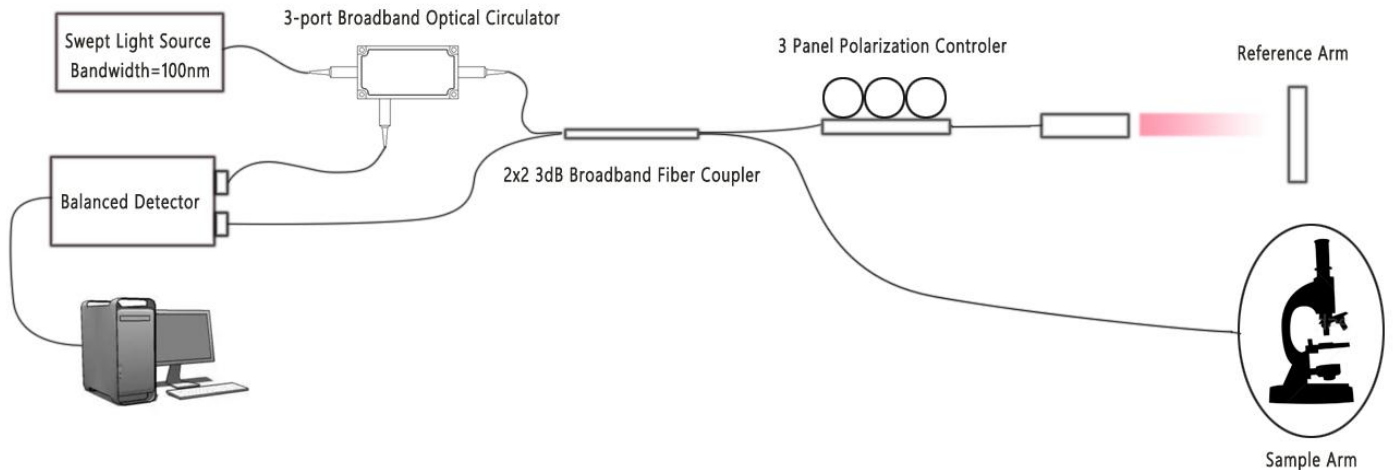 3-port Broadband Optical Circulator
Swept Light Source
Bandwidth=100nm
3 Panel Polarization Controler
Reference Arm
2x2 3dB Broadband Fiber Coupler
Balanced Detector
Sample Arm